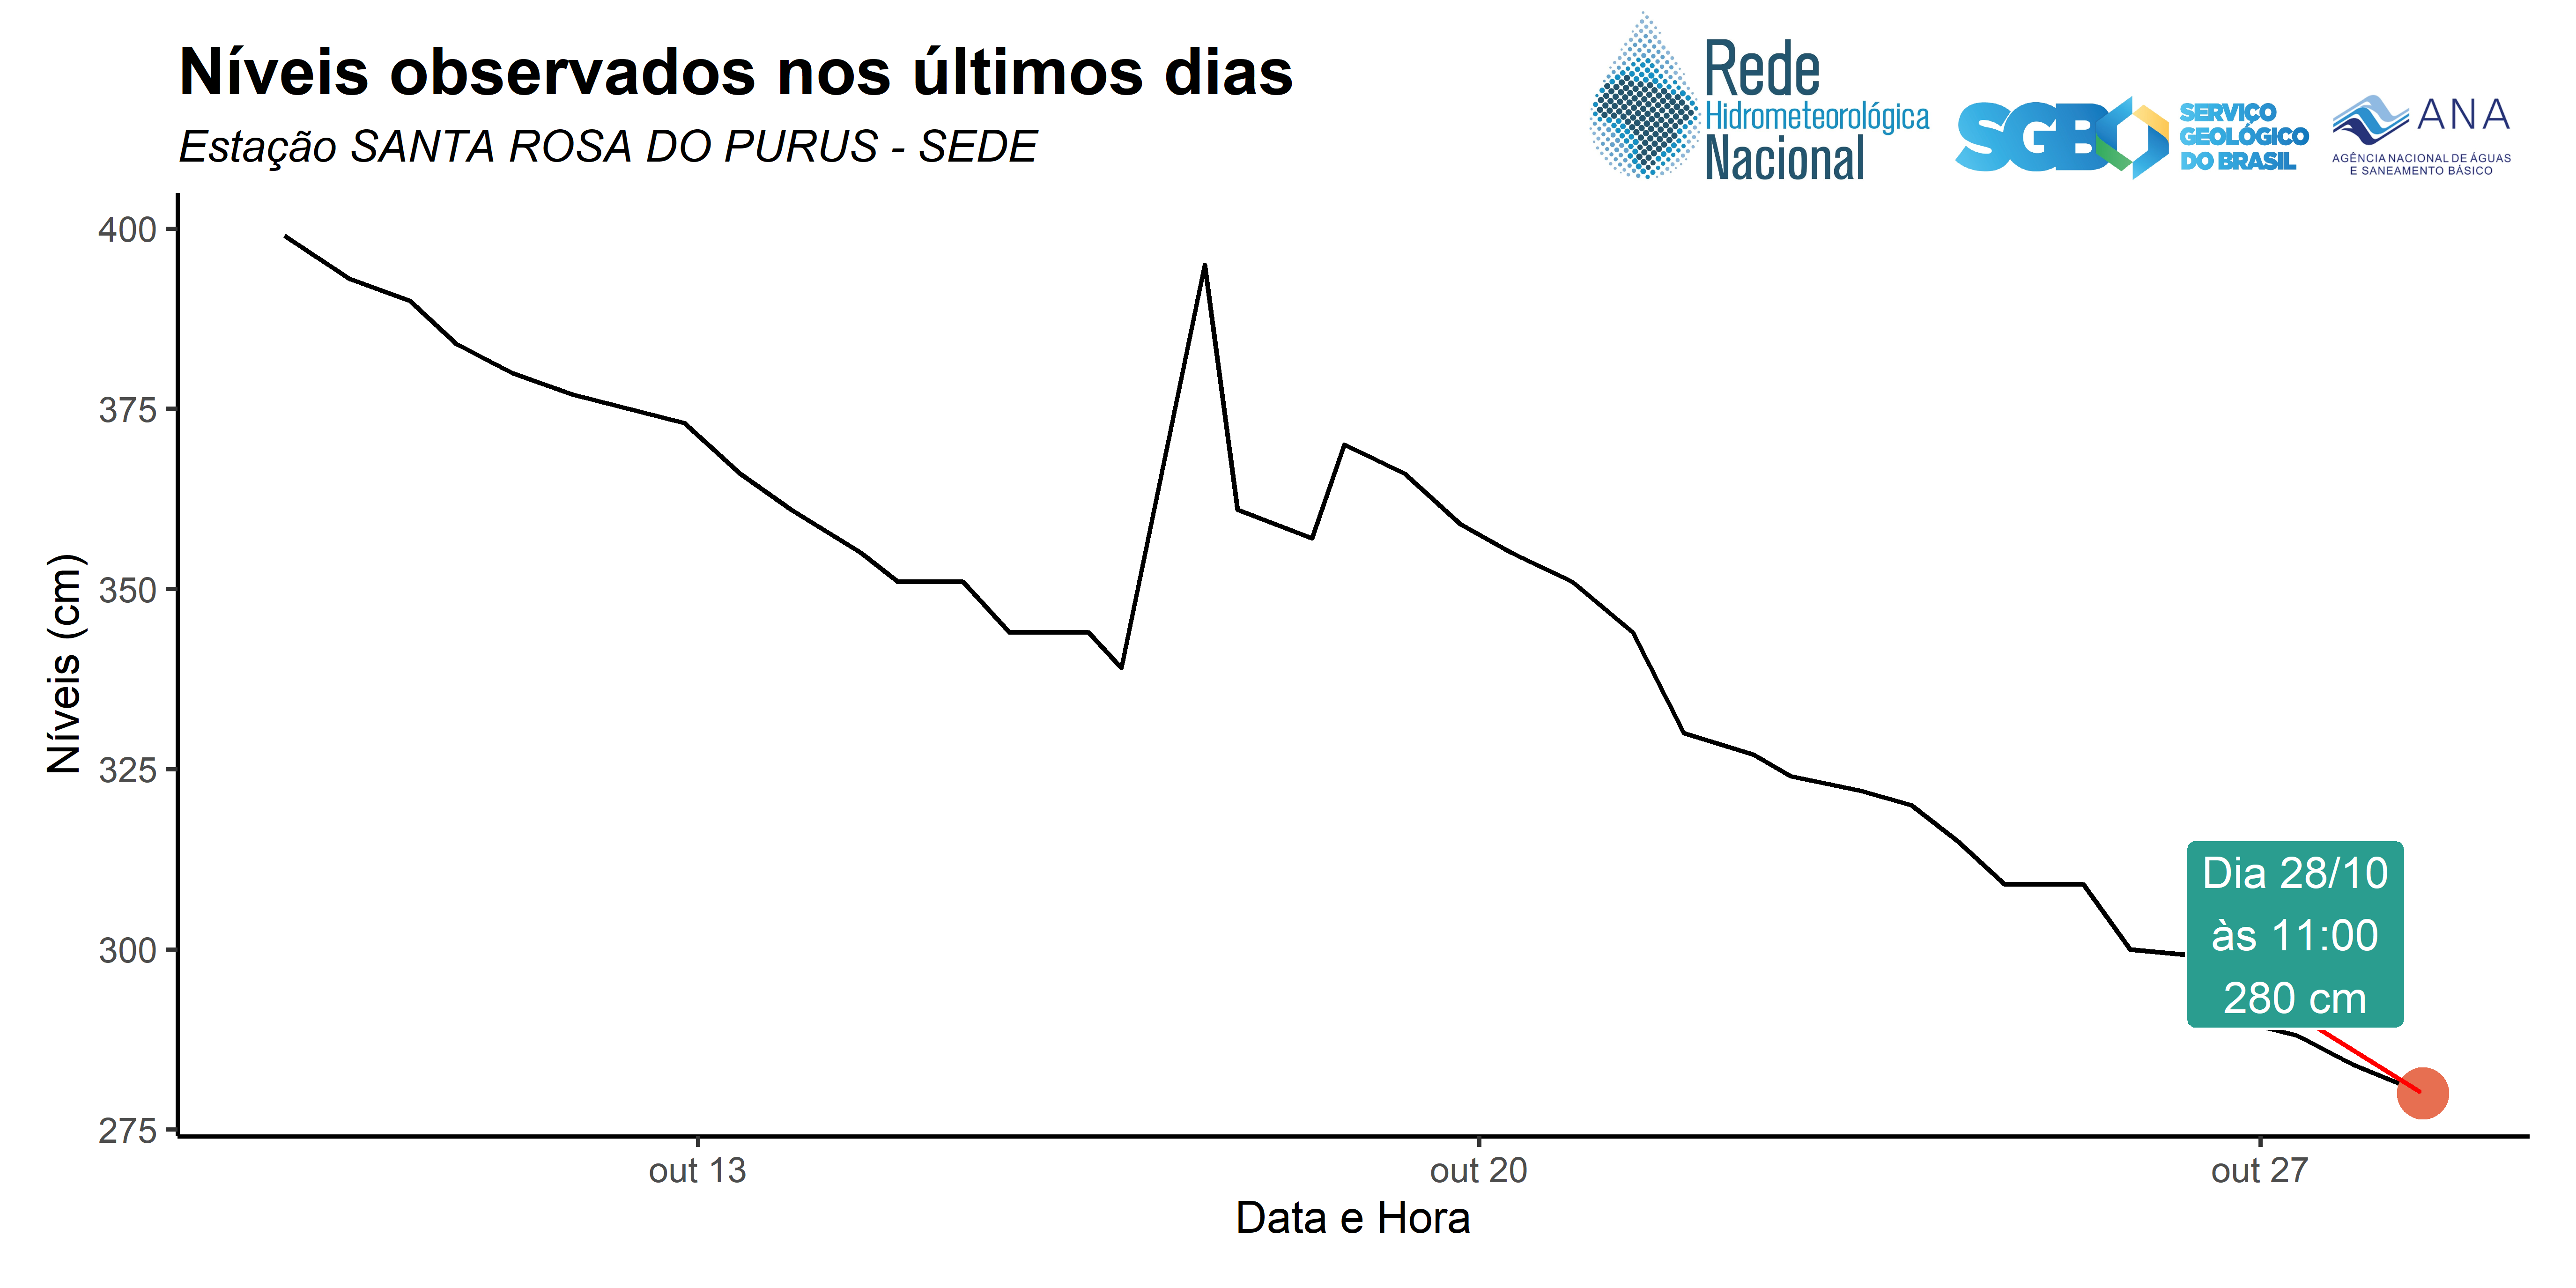 Níveis observados nos últimos dias
Estação SANTA ROSA DO PURUS - SEDE
Rede
Hidrometeorológica
Nacional
SGB
SERVIÇO
GEOLÓGICO
DO BRASIL
ANA
AGÊNCIA NACIONAL DE ÁGUAS
E SANEAMENTO BÁSICO
Níveis (cm)
400
375
350
325
300
275
Dia 28/10
às 11:00
280 cm
out 13
out 20
out 27
Data e Hora